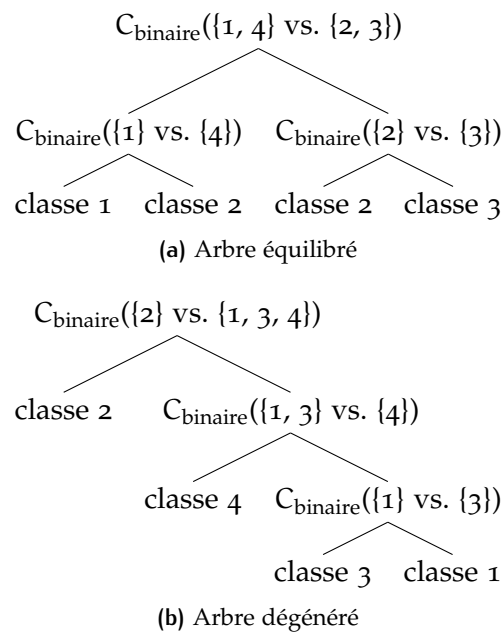 C_binaire({1, 4} vs. {2, 3})
C_binaire({1} vs. {4}) C_binaire({2} vs. {3})
classe 1 classe 2 classe 2 classe 3
(a) Arbre équilibré
C_binaire({2} vs. {1, 3, 4})
classe 2 C_binaire({1, 3} vs. {4})
classe 4 C_binaire({1} vs. {3})
classe 3 classe 1
(b) Arbre dégénéré